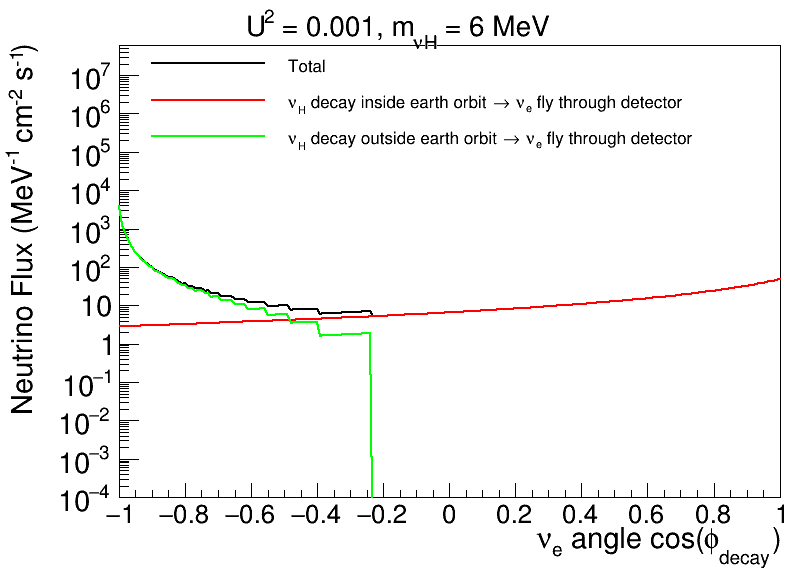 U² = 0.001, m_νH = 6 MeV
Total
ν_H decay inside earth orbit → ν_e fly through detector
ν_H decay outside earth orbit → ν_e fly through detector
Neutrino Flux (MeV⁻¹ cm⁻² s⁻¹)
10⁷
10⁶
10⁵
10⁴
10³
10²
10
1
10⁻¹
10⁻²
10⁻³
10⁻⁴
−1 −0.8 −0.6 −0.4 −0.2 0 0.2 0.4 0.6 0.8 1
ν_e angle cos(ϕ_decay)